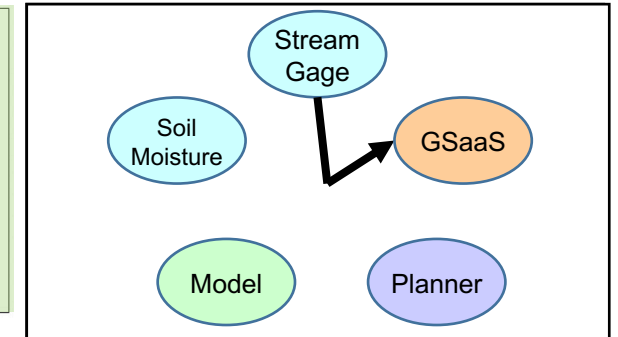 Stream
Gage
Soil
Moisture
GSaaS
Model
Planner